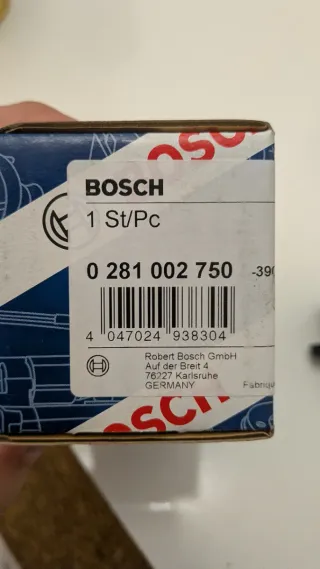 BOSCH
BOSCH
1 St/Pc
0 281 002 750 -390
4 047024 938304
Robert Bosch GmbH
Auf der Breit 4
76227 Karlsruhe
GERMANY
BOSCH